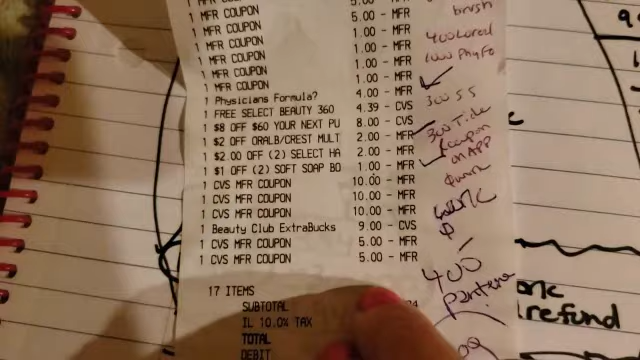 1 MFR COUPON 5.00 - MFR
1 MFR COUPON 5.00 - MFR
1 MFR COUPON 1.00 - MFR
1 MFR COUPON 1.00 - MFR
1 MFR COUPON 1.00 - MFR
1 MFR COUPON 1.00 - MFR
1 Physicians Formula? 4.00 - MFR
1 FREE SELECT BEAUTY 360 4.39 - CVS
1 $8 OFF $60 YOUR NEXT PU 8.00 - CVS
1 $2 OFF ORALB/CREST MULT 2.00 - MFR
1 $2.00 OFF (2) SELECT HA 2.00 - MFR
1 $1 OFF (2) SOFT SOAP BO 1.00 - MFR
1 CVS MFR COUPON 10.00 - MFR
1 CVS MFR COUPON 10.00 - MFR
1 CVS MFR COUPON 10.00 - MFR
1 Beauty Club ExtraBucks 9.00 - CVS
1 CVS MFR COUPON 5.00 - MFR
1 CVS MFR COUPON 5.00 - MFR
17 ITEMS
SUBTOTAL
IL 10.0% TAX
TOTAL
DEBIT
brush
300 SS
300 Tide
coupon
on APP
400
pantene
refund